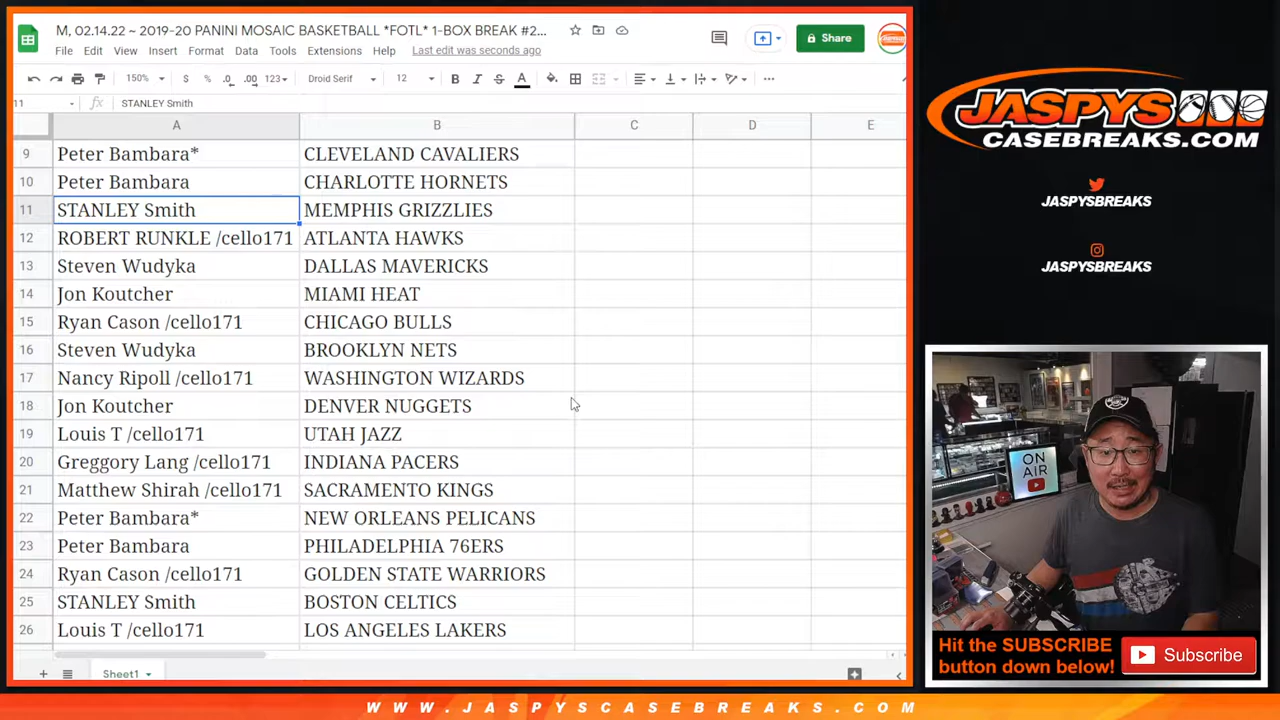 M, 02.14.22 ~ 2019-20 PANINI MOSAIC BASKETBALL *FOTL* 1-BOX BREAK #2...
File Edit View Insert Format Data Tools Extensions Help Last edit was seconds ago
Share
150% $ % .0 .00 123 Droid Serif 12 B I S A
11 fx STANLEY Smith
A B C D E
9 Peter Bambara* CLEVELAND CAVALIERS
10 Peter Bambara CHARLOTTE HORNETS
11 STANLEY Smith MEMPHIS GRIZZLIES
12 ROBERT RUNKLE /cello171 ATLANTA HAWKS
13 Steven Wudyka DALLAS MAVERICKS
14 Jon Koutcher MIAMI HEAT
15 Ryan Cason /cello171 CHICAGO BULLS
16 Steven Wudyka BROOKLYN NETS
17 Nancy Ripoll /cello171 WASHINGTON WIZARDS
18 Jon Koutcher DENVER NUGGETS
19 Louis T /cello171 UTAH JAZZ
20 Greggory Lang /cello171 INDIANA PACERS
21 Matthew Shirah /cello171 SACRAMENTO KINGS
22 Peter Bambara* NEW ORLEANS PELICANS
23 Peter Bambara PHILADELPHIA 76ERS
24 Ryan Cason /cello171 GOLDEN STATE WARRIORS
25 STANLEY Smith BOSTON CELTICS
26 Louis T /cello171 LOS ANGELES LAKERS
Sheet1
JASPYS
CASEBREAKS.COM
JASPYSBREAKS
JASPYSBREAKS
ON
AIR
Hit the SUBSCRIBE
button down below!
Subscribe
WWW.JASPYSCASEBREAKS.COM